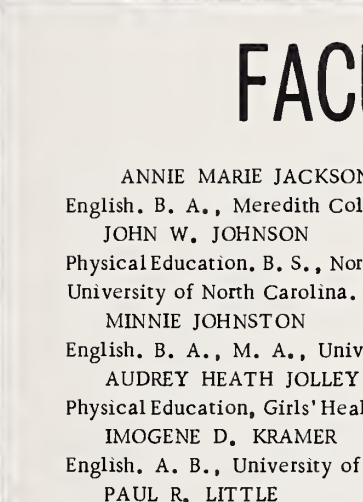 FAC
ANNIE MARIE JACKSON
English. B. A., Meredith Col
JOHN W. JOHNSON
Physical Education. B. S., Nor
University of North Carolina.
MINNIE JOHNSTON
English. B. A., M. A., Univ
AUDREY HEATH JOLLEY
Physical Education, Girls' Heal
IMOGENE D. KRAMER
English. A. B., University of
PAUL R. LITTLE